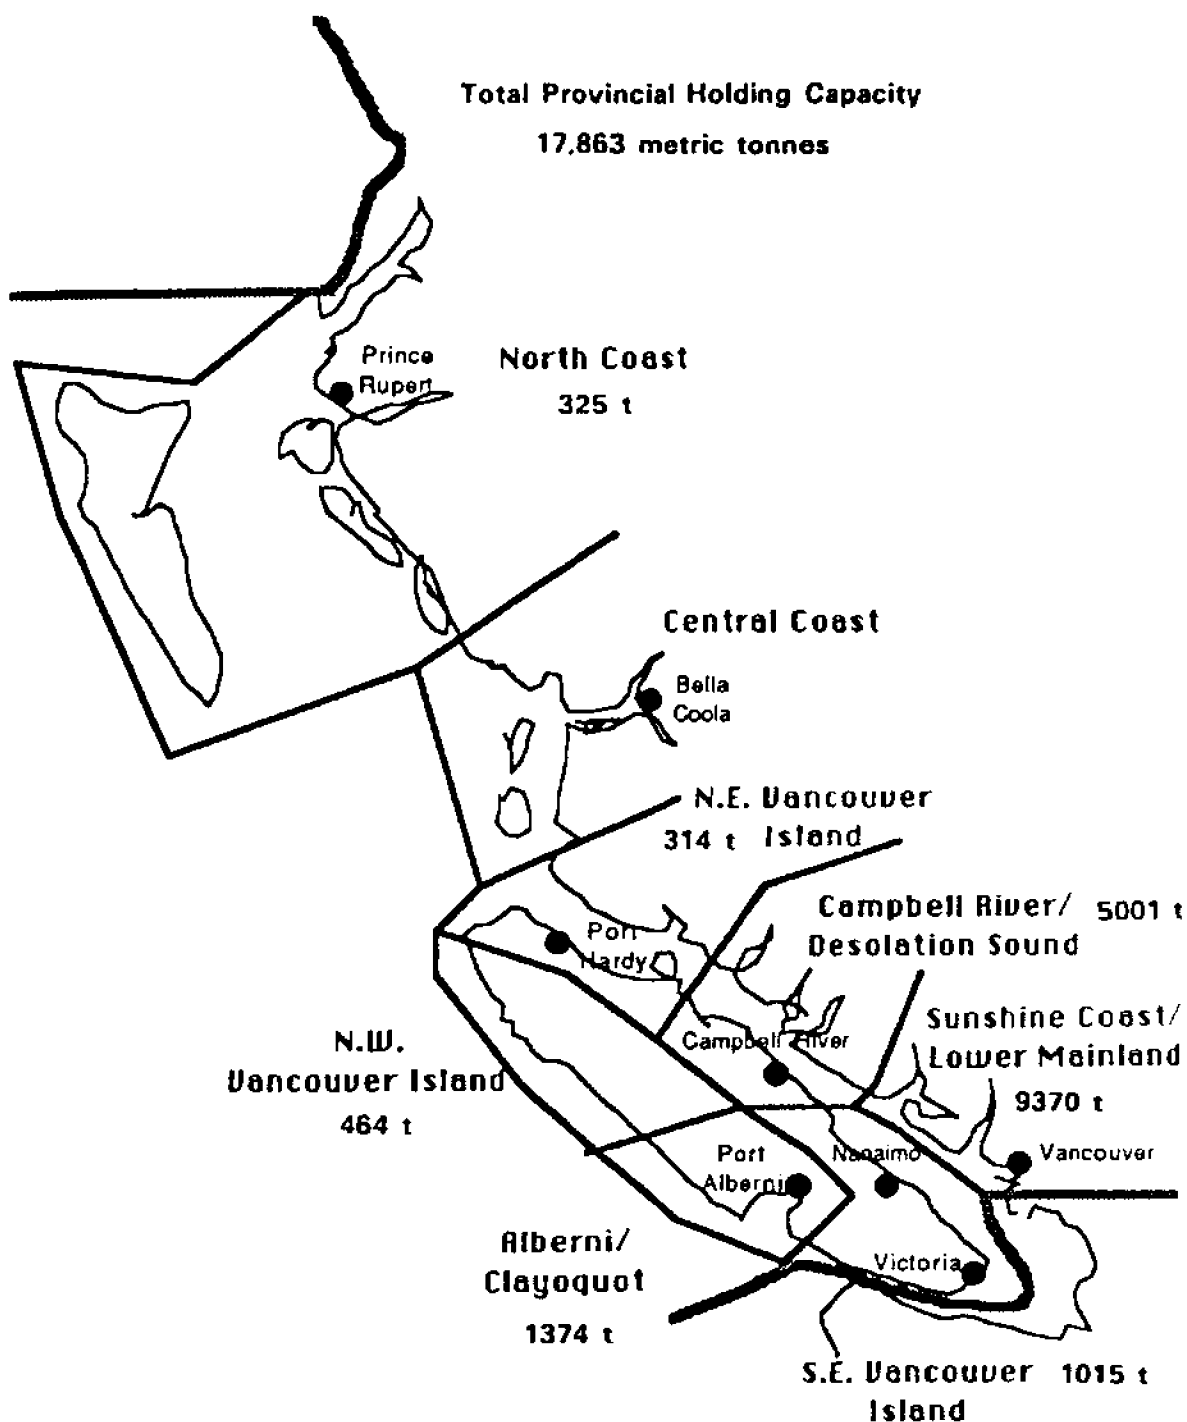 Total Provincial Holding Capacity
17,863 metric tonnes
Prince
Rupert
North Coast
325 t
Central Coast
Bella
Coola
N.E. Vancouver
314 t Island
Campbell River/ 5001 t
Desolation Sound
Port
Hardy
Sunshine Coast/
Lower Mainland
9370 t
Campbell River
N.W.
Vancouver Island
464 t
Port
Alberni
Nanaimo
Vancouver
Alberni/
Clayoquot
1374 t
Victoria
S.E. Vancouver 1015 t
Island